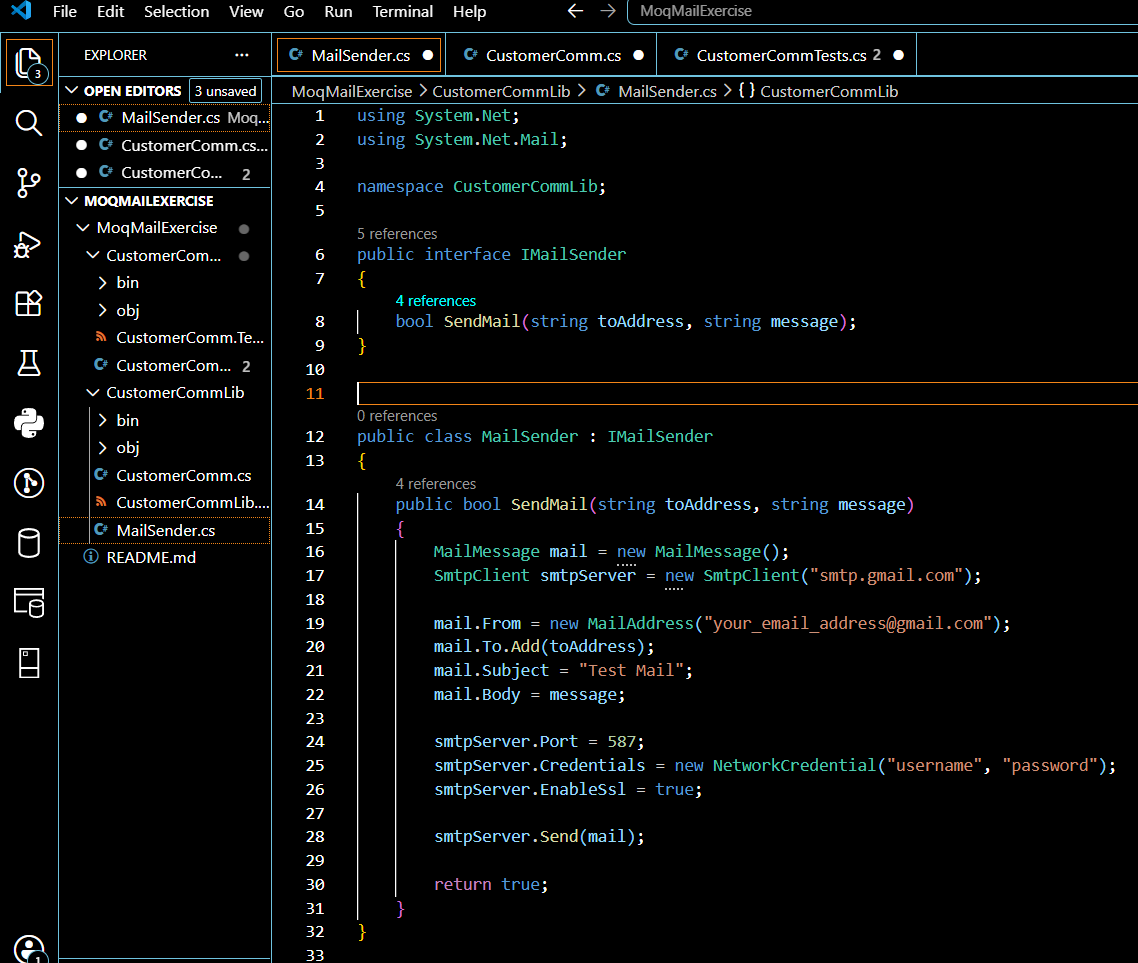 File Edit Selection View Go Run Terminal Help MoqMailExercise
EXPLORER
MailSender.cs CustomerComm.cs CustomerCommTests.cs 2
OPEN EDITORS 3 unsaved
MoqMailExercise > CustomerCommLib > MailSender.cs > {} CustomerCommLib
MailSender.cs Moq...
CustomerComm.cs...
CustomerCo... 2
MOQMAILEXERCISE
MoqMailExercise
CustomerCom...
bin
obj
CustomerComm.Te...
CustomerCom... 2
CustomerCommLib
bin
obj
CustomerComm.cs
CustomerCommLib....
MailSender.cs
README.md
3
1
1 using System.Net;
2 using System.Net.Mail;
3
4 namespace CustomerCommLib;
5
5 references
6 public interface IMailSender
7 {
4 references
8 bool SendMail(string toAddress, string message);
9 }
10
11
0 references
12 public class MailSender : IMailSender
13 {
4 references
14 public bool SendMail(string toAddress, string message)
15 {
16 MailMessage mail = new MailMessage();
17 SmtpClient smtpServer = new SmtpClient("smtp.gmail.com");
18
19 mail.From = new MailAddress("your_email_address@gmail.com");
20 mail.To.Add(toAddress);
21 mail.Subject = "Test Mail";
22 mail.Body = message;
23
24 smtpServer.Port = 587;
25 smtpServer.Credentials = new NetworkCredential("username", "password");
26 smtpServer.EnableSsl = true;
27
28 smtpServer.Send(mail);
29
30 return true;
31 }
32 }
33